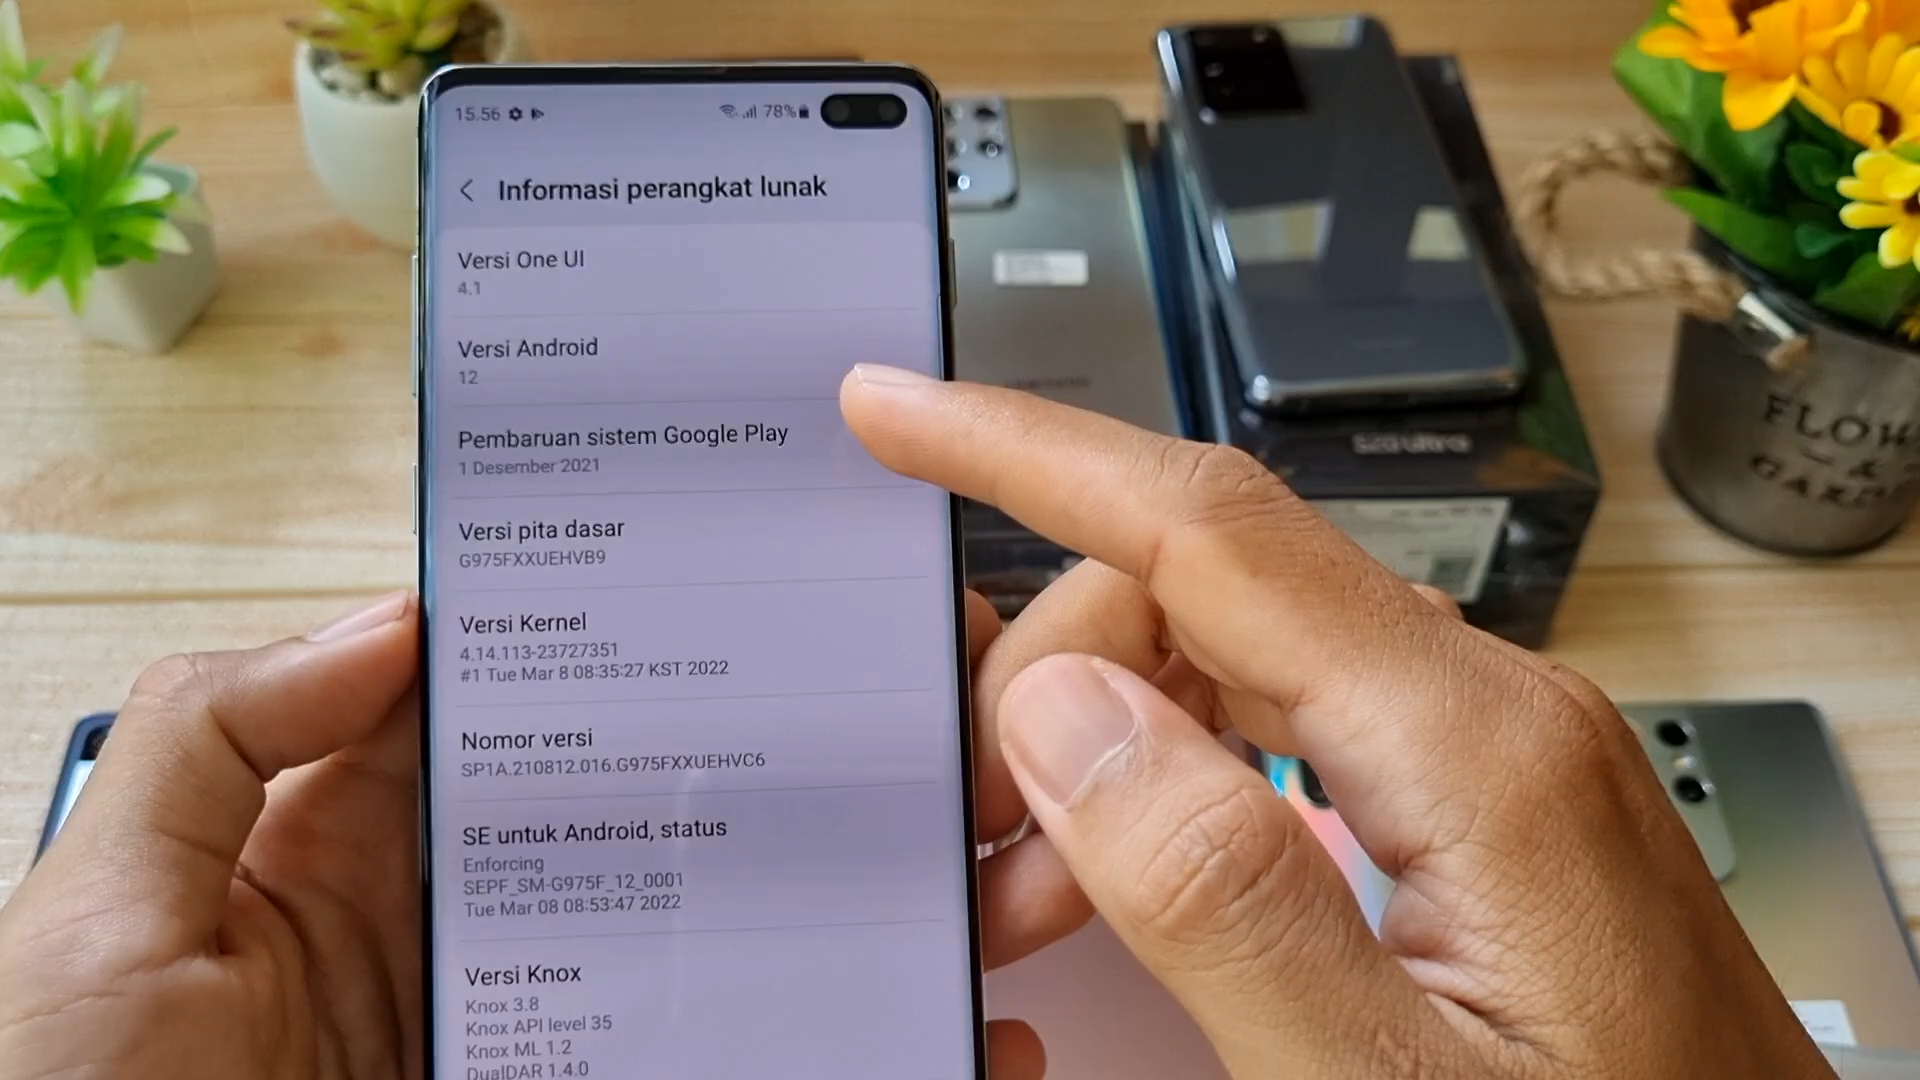 15.56
78%
Informasi perangkat lunak
Versi One UI
4.1
Versi Android
12
Pembaruan sistem Google Play
1 Desember 2021
Versi pita dasar
G975FXXUEHVB9
Versi Kernel
4.14.113-23727351
#1 Tue Mar 8 08:35:27 KST 2022
Nomor versi
SP1A.210812.016.G975FXXUEHVC6
SE untuk Android, status
Enforcing
SEPF_SM-G975F_12_0001
Tue Mar 08 08:53:47 2022
Versi Knox
Knox 3.8
Knox API level 35
Knox ML 1.2
DualDAR 1.4.0
S20 Ultra
FLOW
&
GARD